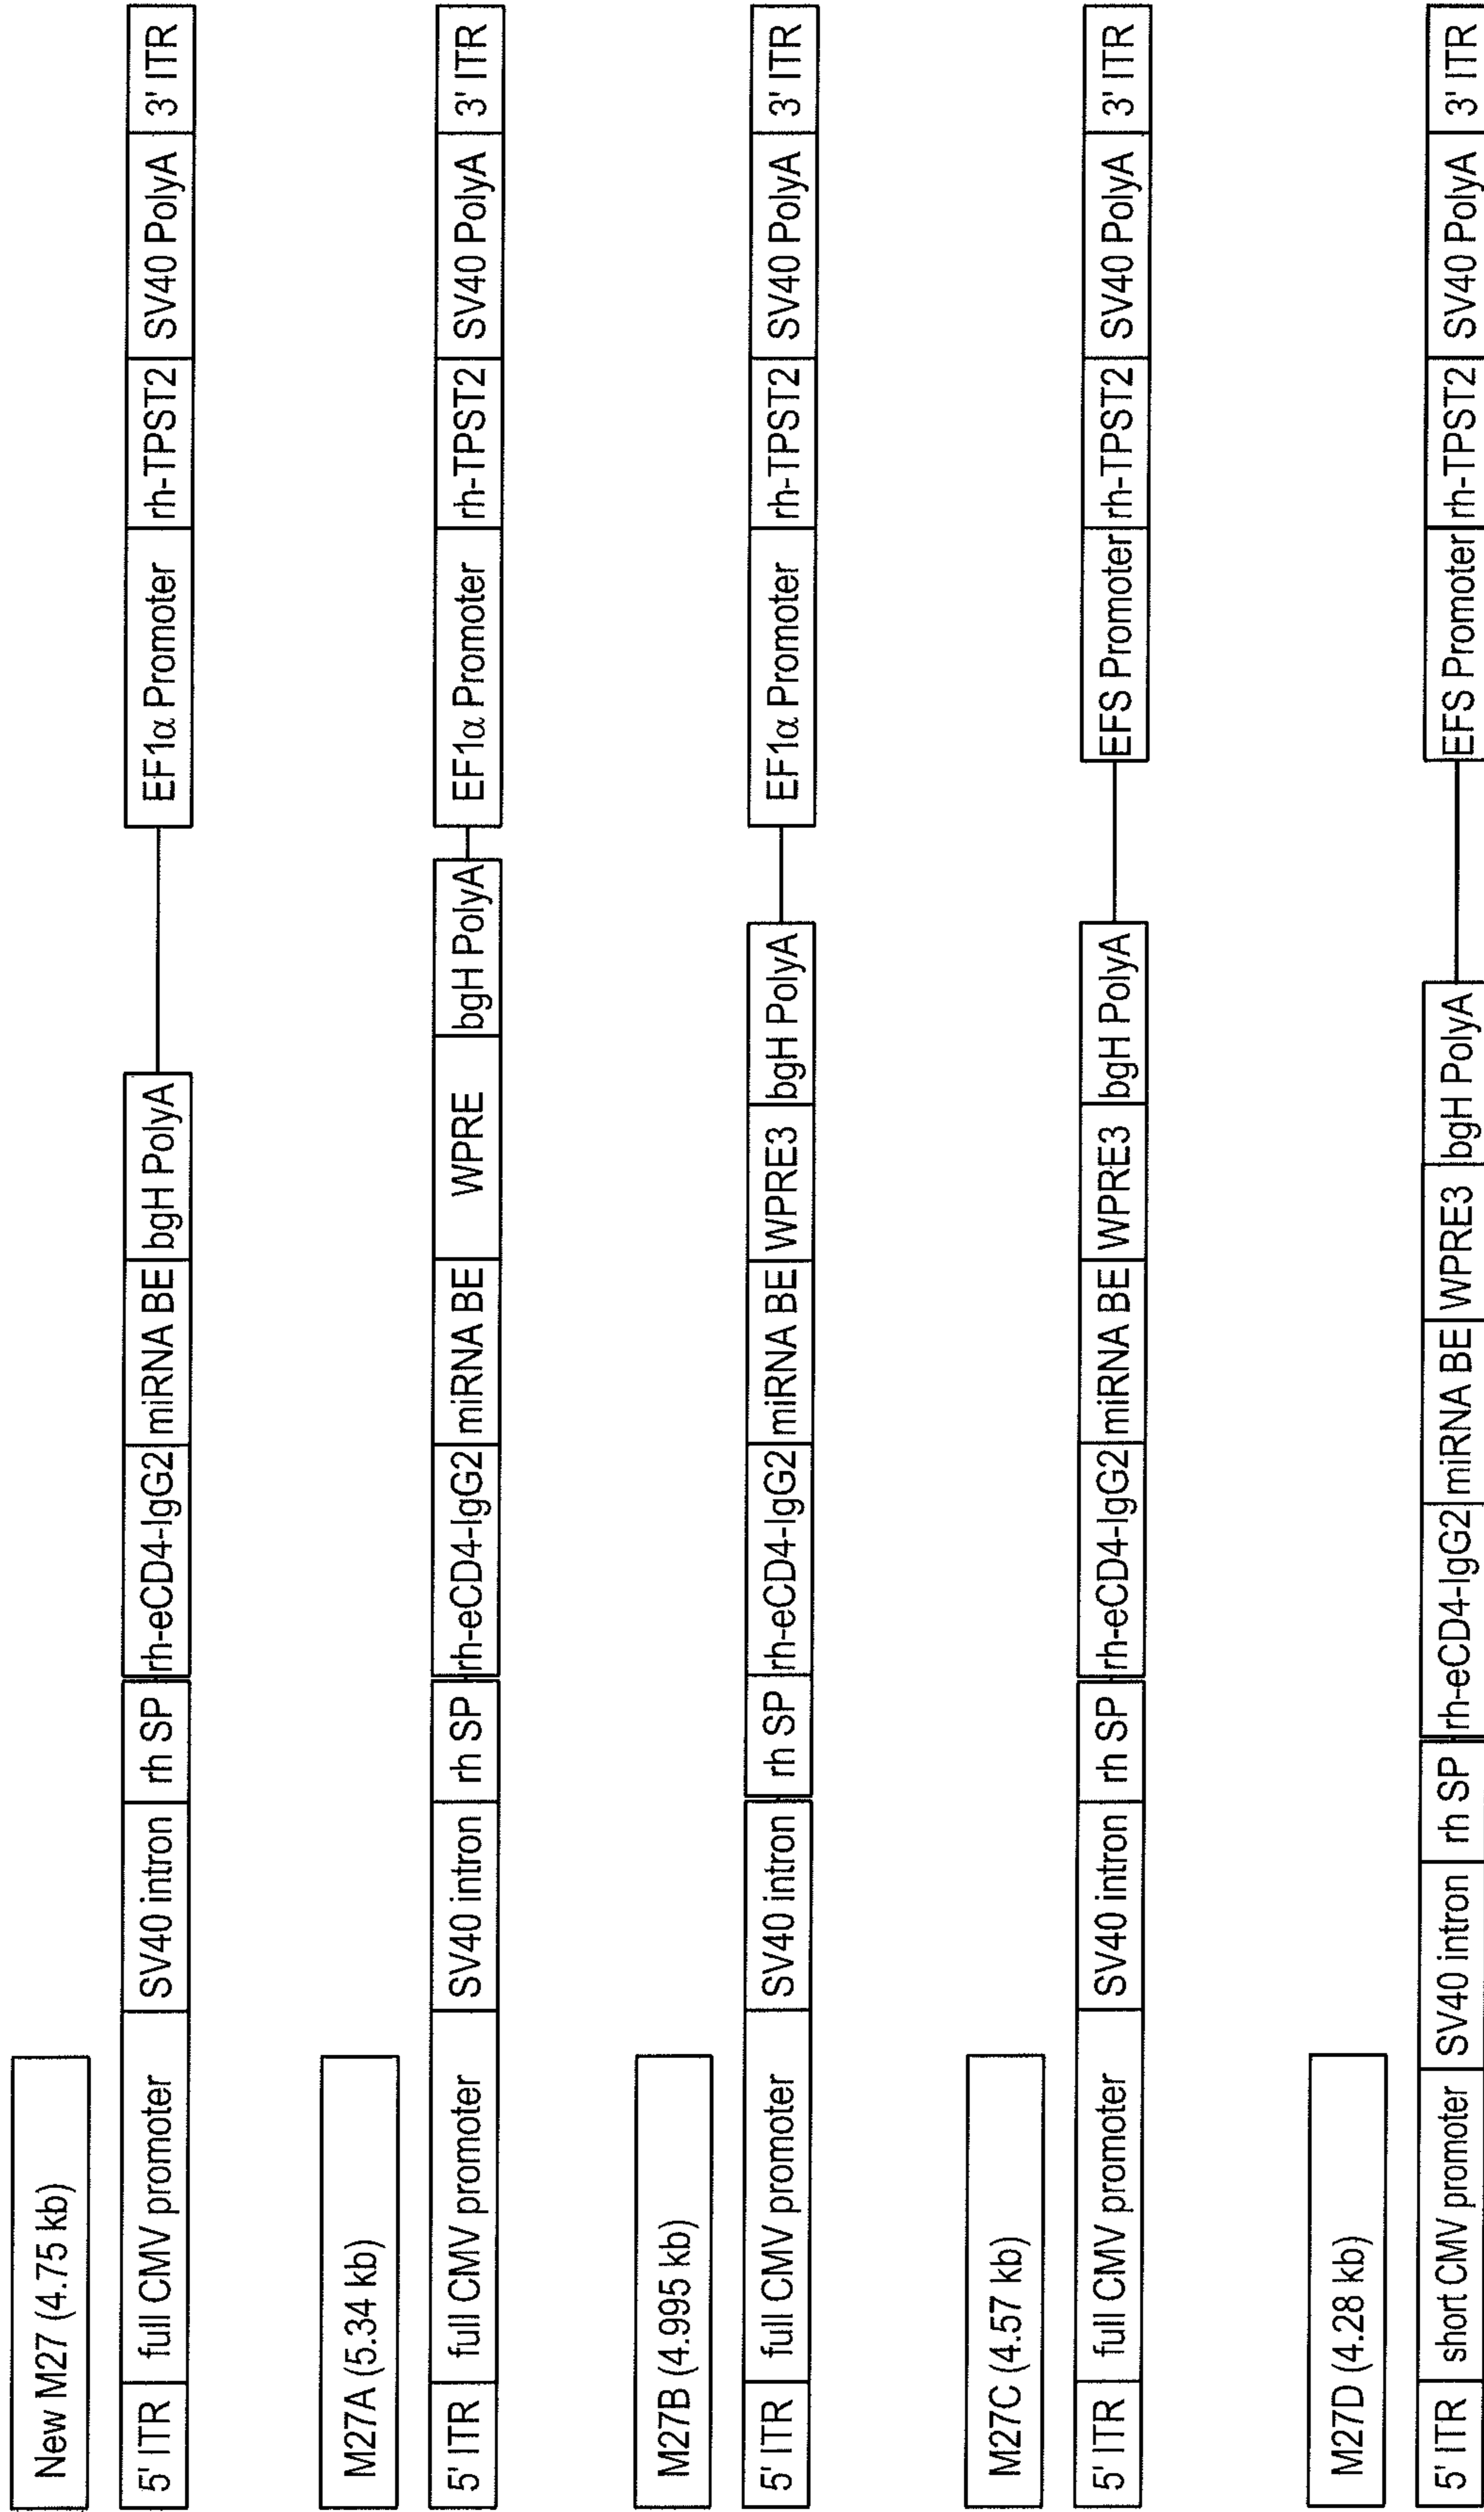 New M27 (4.75 kb)
5' ITR full CMV promoter SV40 intron rh SP rh-eCD4-IgG2 miRNA BE bgH PolyA EF1α Promoter rh-TPST2 SV40 PolyA 3' ITR
M27A (5.34 kb)
5' ITR full CMV promoter SV40 intron rh SP rh-eCD4-IgG2 miRNA BE WPRE bgH PolyA EF1α Promoter rh-TPST2 SV40 PolyA 3' ITR
M27B (4.995 kb)
5' ITR full CMV promoter SV40 intron rh SP rh-eCD4-IgG2 miRNA BE WPRE3 bgH PolyA EF1α Promoter rh-TPST2 SV40 PolyA 3' ITR
M27C (4.57 kb)
5' ITR full CMV promoter SV40 intron rh SP rh-eCD4-IgG2 miRNA BE WPRE3 bgH PolyA EFS Promoter rh-TPST2 SV40 PolyA 3' ITR
M27D (4.28 kb)
5' ITR short CMV promoter SV40 intron rh SP rh-eCD4-IgG2 miRNA BE WPRE3 bgH PolyA EFS Promoter rh-TPST2 SV40 PolyA 3' ITR